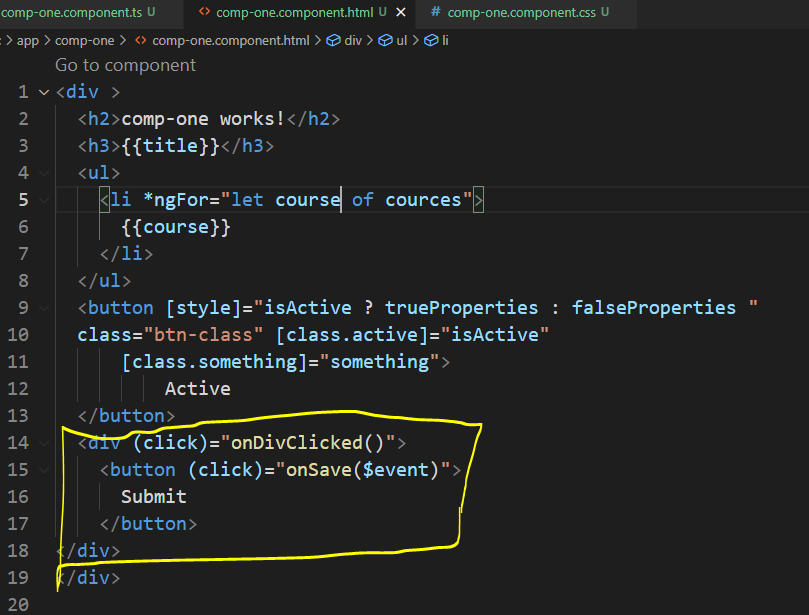 comp-one.component.ts U <> comp-one.component.html U × # comp-one.component.css U
: > app > comp-one > <> comp-one.component.html > div > ul > li
Go to component
1 <div >
2 <h2>comp-one works!</h2>
3 <h3>{{title}}</h3>
4 <ul>
5 <li *ngFor="let course of cources">
6 {{course}}
7 </li>
8 </ul>
9 <button [style]="isActive ? trueProperties : falseProperties "
10 class="btn-class" [class.active]="isActive"
11 [class.something]="something">
12 Active
13 </button>
14 <div (click)="onDivClicked()">
15 <button (click)="onSave($event)">
16 Submit
17 </button>
18 </div>
19 </div>
20